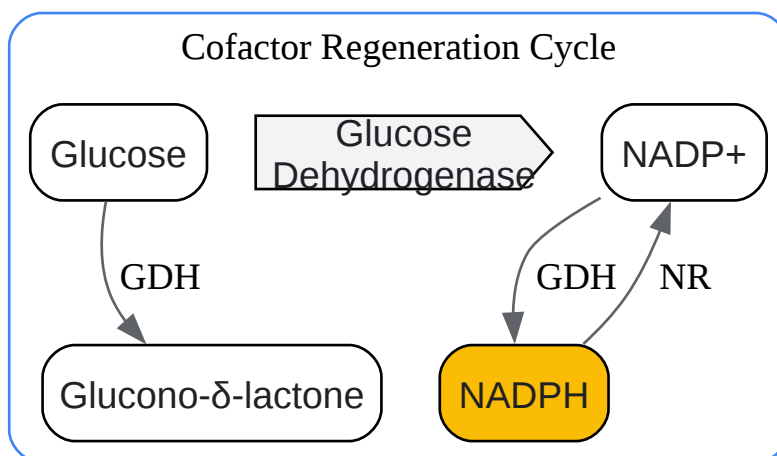 Cofactor Regeneration Cycle
Glucose
Glucose
Dehydrogenase
NADP+
GDH
GDH
NR
Glucono-δ-lactone
NADPH